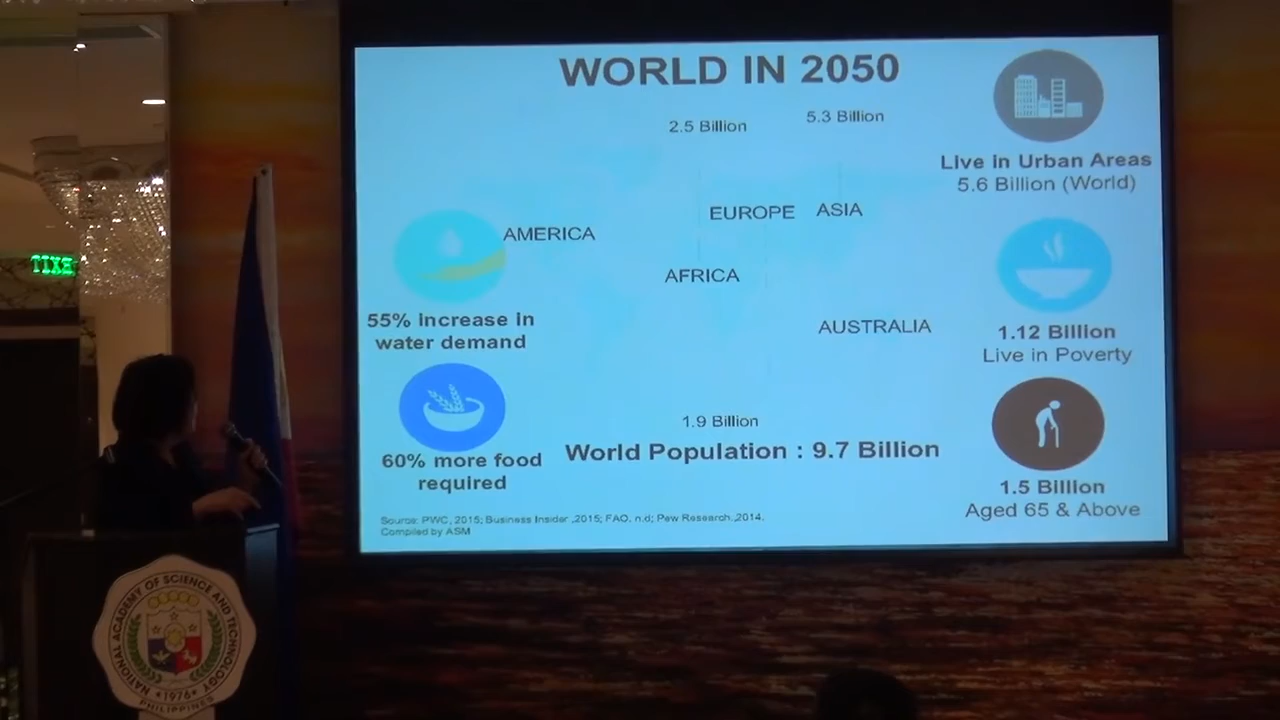 WORLD IN 2050
2.5 Billion
5.3 Billion
Live in Urban Areas
5.6 Billion (World)
EUROPE
ASIA
AMERICA
AFRICA
55% increase in
water demand
AUSTRALIA
1.12 Billion
Live in Poverty
1.9 Billion
World Population : 9.7 Billion
60% more food
required
1.5 Billion
Aged 65 & Above
Source: PWC, 2015; Business Insider ,2015; FAO, n.d; Pew Research.,2014.
Compiled by ASM
EXIT
NATIONAL ACADEMY OF SCIENCE AND TECHNOLOGY
1976
PHILIPPINES